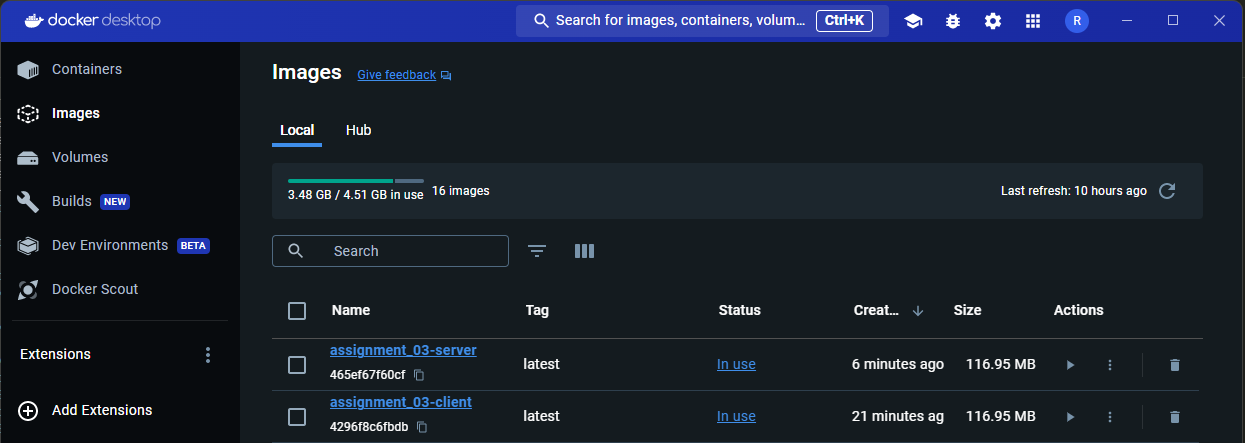 docker desktop
Search for images, containers, volum... Ctrl+K
R
Containers
Images
Volumes
Builds NEW
Dev Environments BETA
Docker Scout
Extensions
Add Extensions
Images Give feedback
Local Hub
3.48 GB / 4.51 GB in use 16 images Last refresh: 10 hours ago
Search
Name Tag Status Creat... Size Actions
assignment_03-server
465ef67f60cf
latest In use 6 minutes ago 116.95 MB
assignment_03-client
4296f8c6fbdb
latest In use 21 minutes ag 116.95 MB